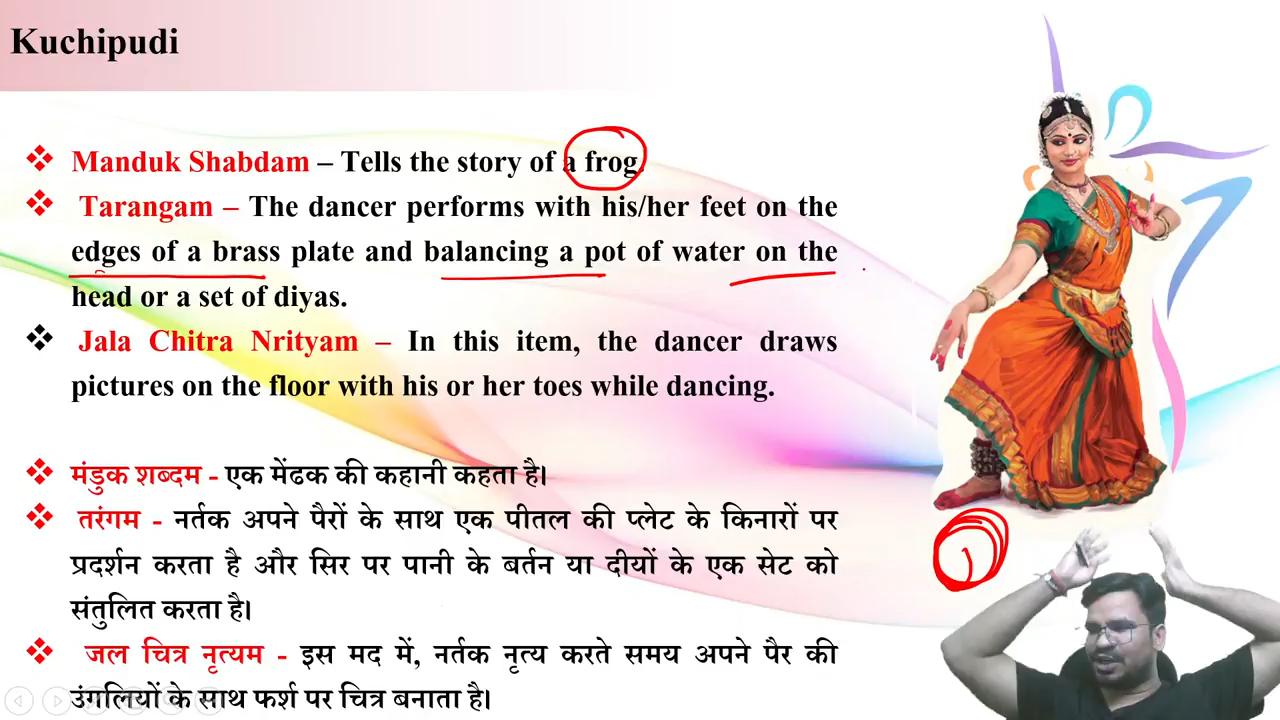 Kuchipudi
❖ Manduk Shabdam – Tells the story of a frog.
❖ Tarangam – The dancer performs with his/her feet on the
edges of a brass plate and balancing a pot of water on the
head or a set of diyas.
❖ Jala Chitra Nrityam – In this item, the dancer draws
pictures on the floor with his or her toes while dancing.
❖ मंडुक शब्दम - एक मेंढक की कहानी कहता है।
❖ तरंगम - नर्तक अपने पैरों के साथ एक पीतल की प्लेट के किनारों पर
प्रदर्शन करता है और सिर पर पानी के बर्तन या दीयों के एक सेट को
संतुलित करता है।
❖ जल चित्र नृत्यम - इस मद में, नर्तक नृत्य करते समय अपने पैर की
उंगलियों के साथ फर्श पर चित्र बनाता है।